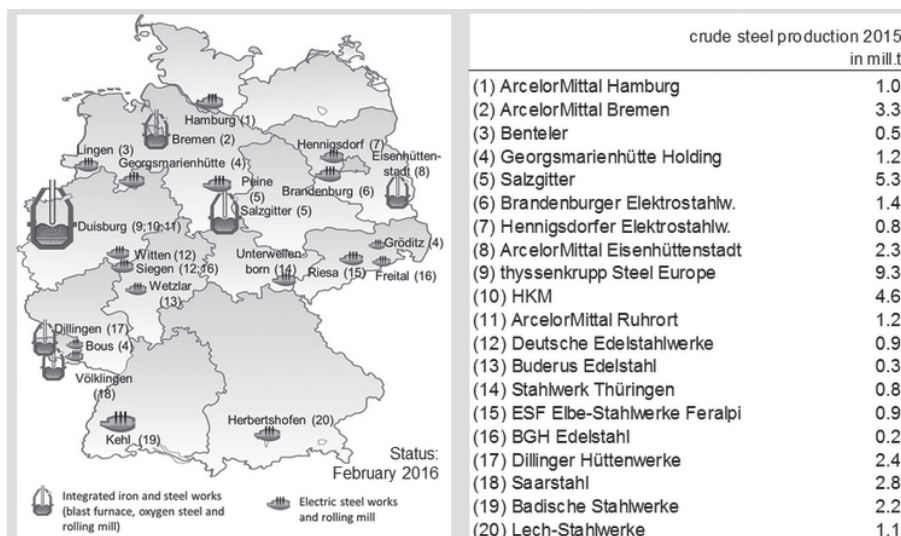 Hamburg (1)
Bremen (2)
Lingen (3)
Georgsmarienhütte (4)
Hennigsdorf (7)
Eisenhütten-
stadt (8)
Peine
(5)
Brandenburg (6)
Salzgitter (5)
Duisburg (9;10;11)
Gröditz (4)
Witten (12)
Siegen (12;16)
Unterwellen-
born (14)
Riesa (15)
Freital (16)
Wetzlar
(13)
Dillingen (17)
Bous (4)
Völklingen
(18)
Herbertshofen (20)
Kehl (19)
Status:
February 2016
Integrated iron and steel works
(blast furnace, oxygen steel and
rolling mill)
Electric steel works
and rolling mill
crude steel production 2015
in mill.t
(1) ArcelorMittal Hamburg 1.0
(2) ArcelorMittal Bremen 3.3
(3) Benteler 0.5
(4) Georgsmarienhütte Holding 1.2
(5) Salzgitter 5.3
(6) Brandenburger Elektrostahlw. 1.4
(7) Hennigsdorfer Elektrostahlw. 0.8
(8) ArcelorMittal Eisenhüttenstadt 2.3
(9) thyssenkrupp Steel Europe 9.3
(10) HKM 4.6
(11) ArcelorMittal Ruhrort 1.2
(12) Deutsche Edelstahlwerke 0.9
(13) Buderus Edelstahl 0.3
(14) Stahlwerk Thüringen 0.8
(15) ESF Elbe-Stahlwerke Feralpi 0.9
(16) BGH Edelstahl 0.2
(17) Dillinger Hüttenwerke 2.4
(18) Saarstahl 2.8
(19) Badische Stahlwerke 2.2
(20) Lech-Stahlwerke 1.1